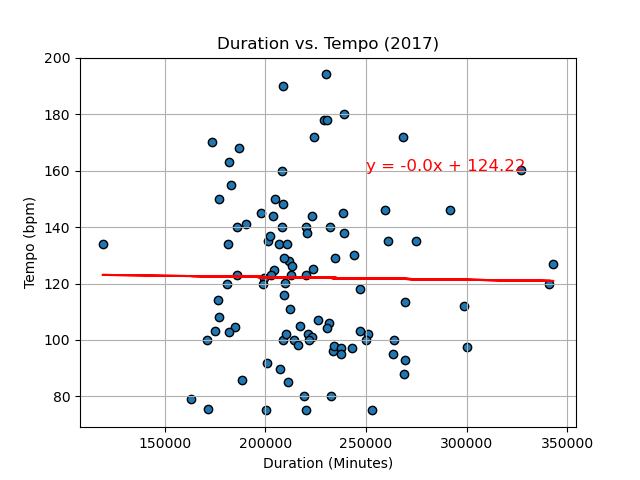 Duration vs. Tempo (2017)
200
180
160
140
120
100
80
Tempo (bpm)
y = -0.0x + 124.22
150000 200000 250000 300000 350000
Duration (Minutes)